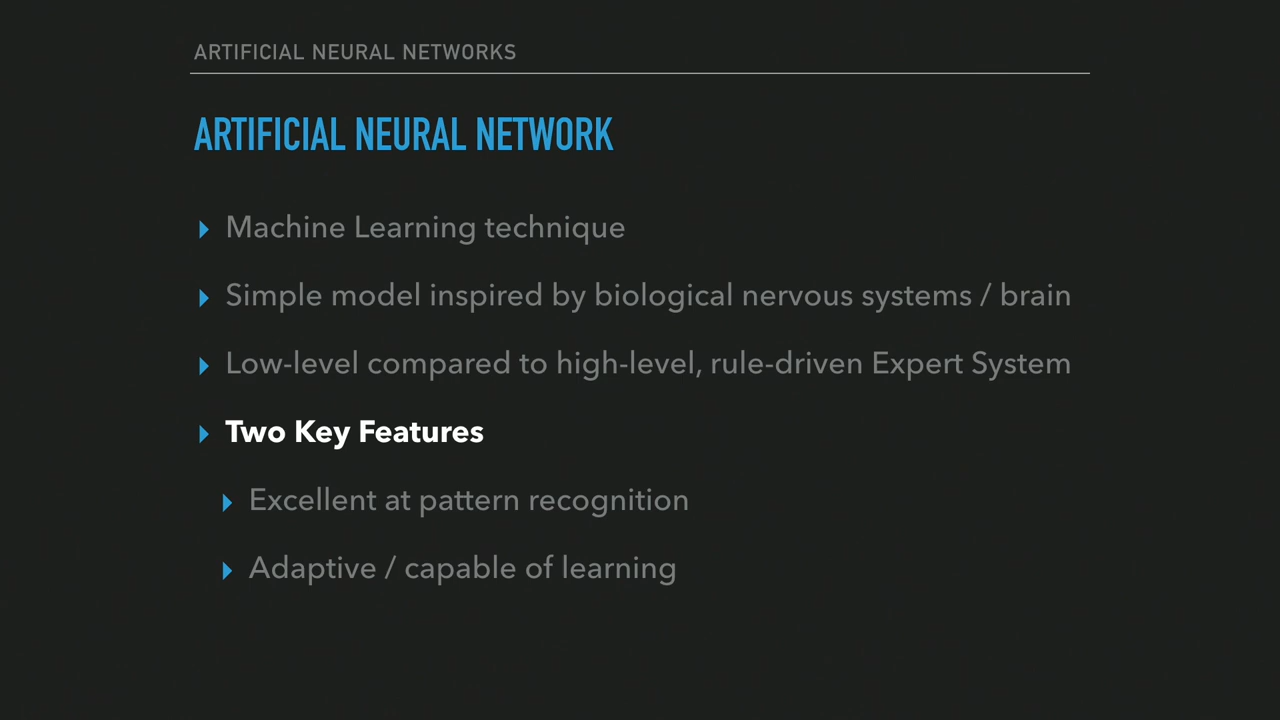 ARTIFICIAL NEURAL NETWORKS
ARTIFICIAL NEURAL NETWORK
Machine Learning technique
Simple model inspired by biological nervous systems / brain
Low-level compared to high-level, rule-driven Expert System
Two Key Features
Excellent at pattern recognition
Adaptive / capable of learning